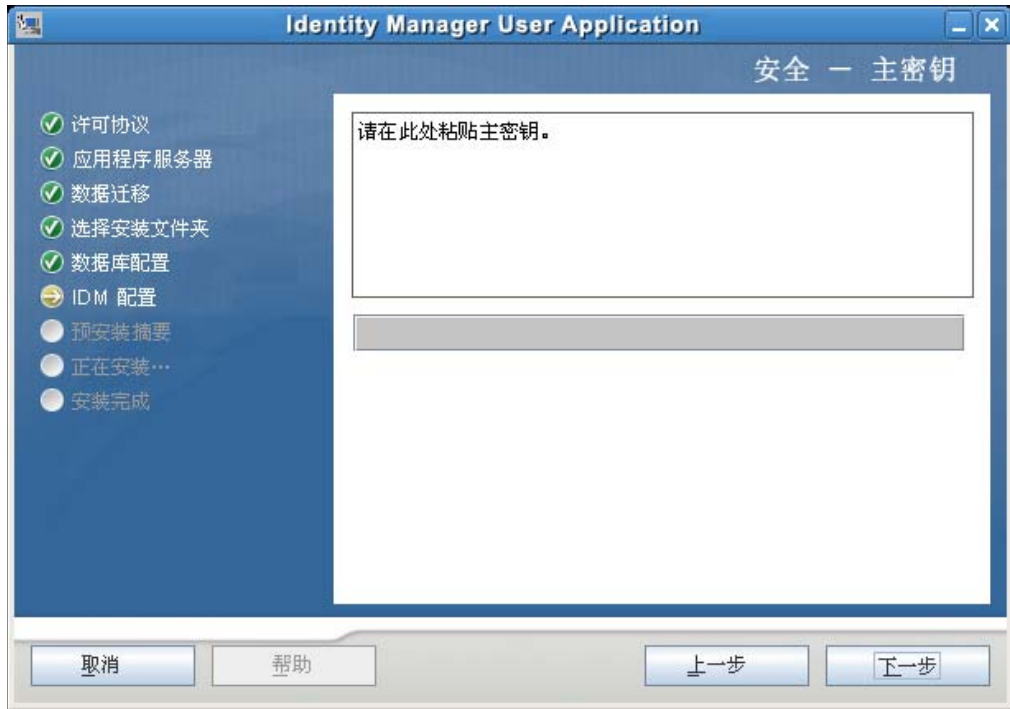 Identity Manager User Application
安全 － 主密钥
许可协议
应用程序服务器
数据迁移
选择安装文件夹
数据库配置
IDM 配置
预安装摘要
正在安装…
安装完成
请在此处粘贴主密钥。
取消
帮助
上一步
下一步